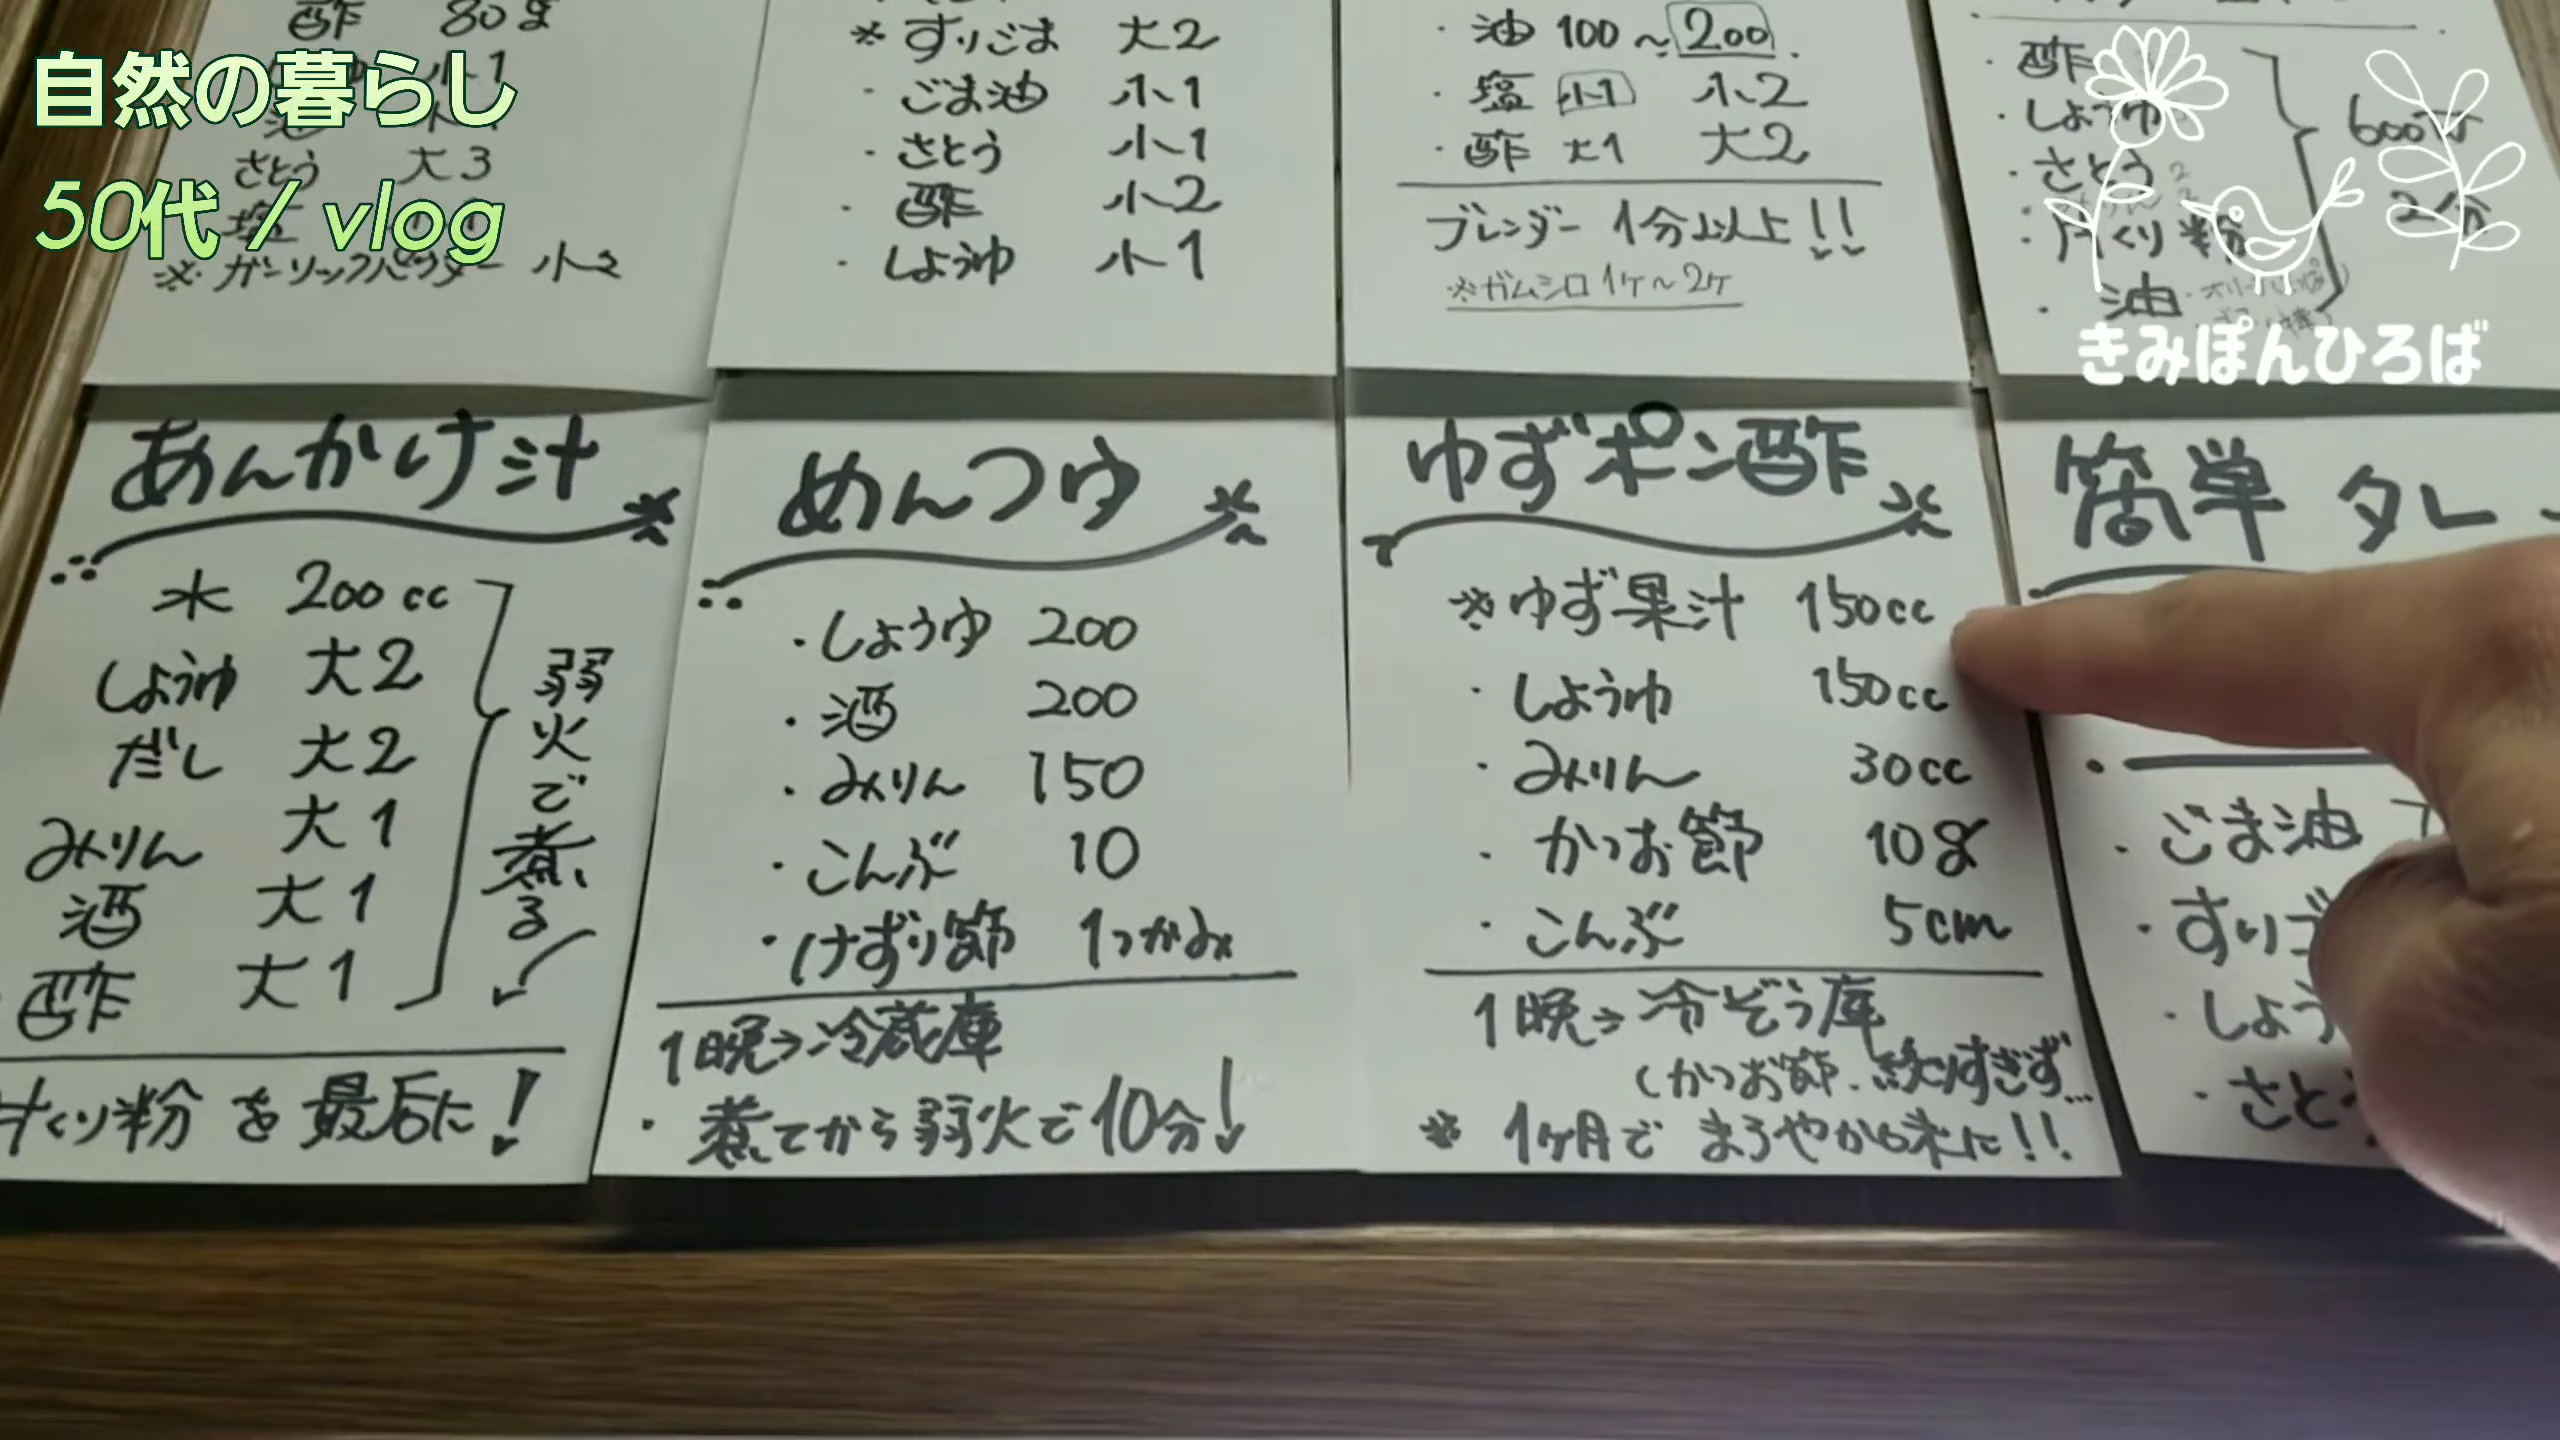 自然の暮らし
50代 / vlog
きみぽんひろば
酢 80g
小1
さとう 大3
塩
※ ガーリックパウダー 小2
※ すりごま 大2
・ごま油 小1
・さとう 小1
・酢 小2
・しょうゆ 小1
・油 100〜200
・塩 小1 小2
・酢 大1 大2
ブレンダー 1分以上!!
※ガムシロ 1ケ〜2ケ
・酢
・しょうゆ
・さとう
・片くり粉
・油
600w
2分
あんかけ汁
水 200cc
しょうゆ 大2
だし 大2
みりん 大1
酒 大1
酢 大1
弱火で煮る
片くり粉を最后に!
めんつゆ
・しょうゆ 200
・酒 200
・みりん 150
・こんぶ 10
・けずり節 1つかみ
1晩→冷蔵庫
・煮てから弱火で10分!
ゆずポン酢
※ゆず果汁 150cc
・しょうゆ 150cc
・みりん 30cc
・かつお節 10g
・こんぶ 5cm
1晩→冷ぞう庫
(かつお節.絞りすぎず...
※ 1ケ月で まろやかな味に!!
簡単 タレ
・ごま油
・すりゴ
・しょう
・さとう